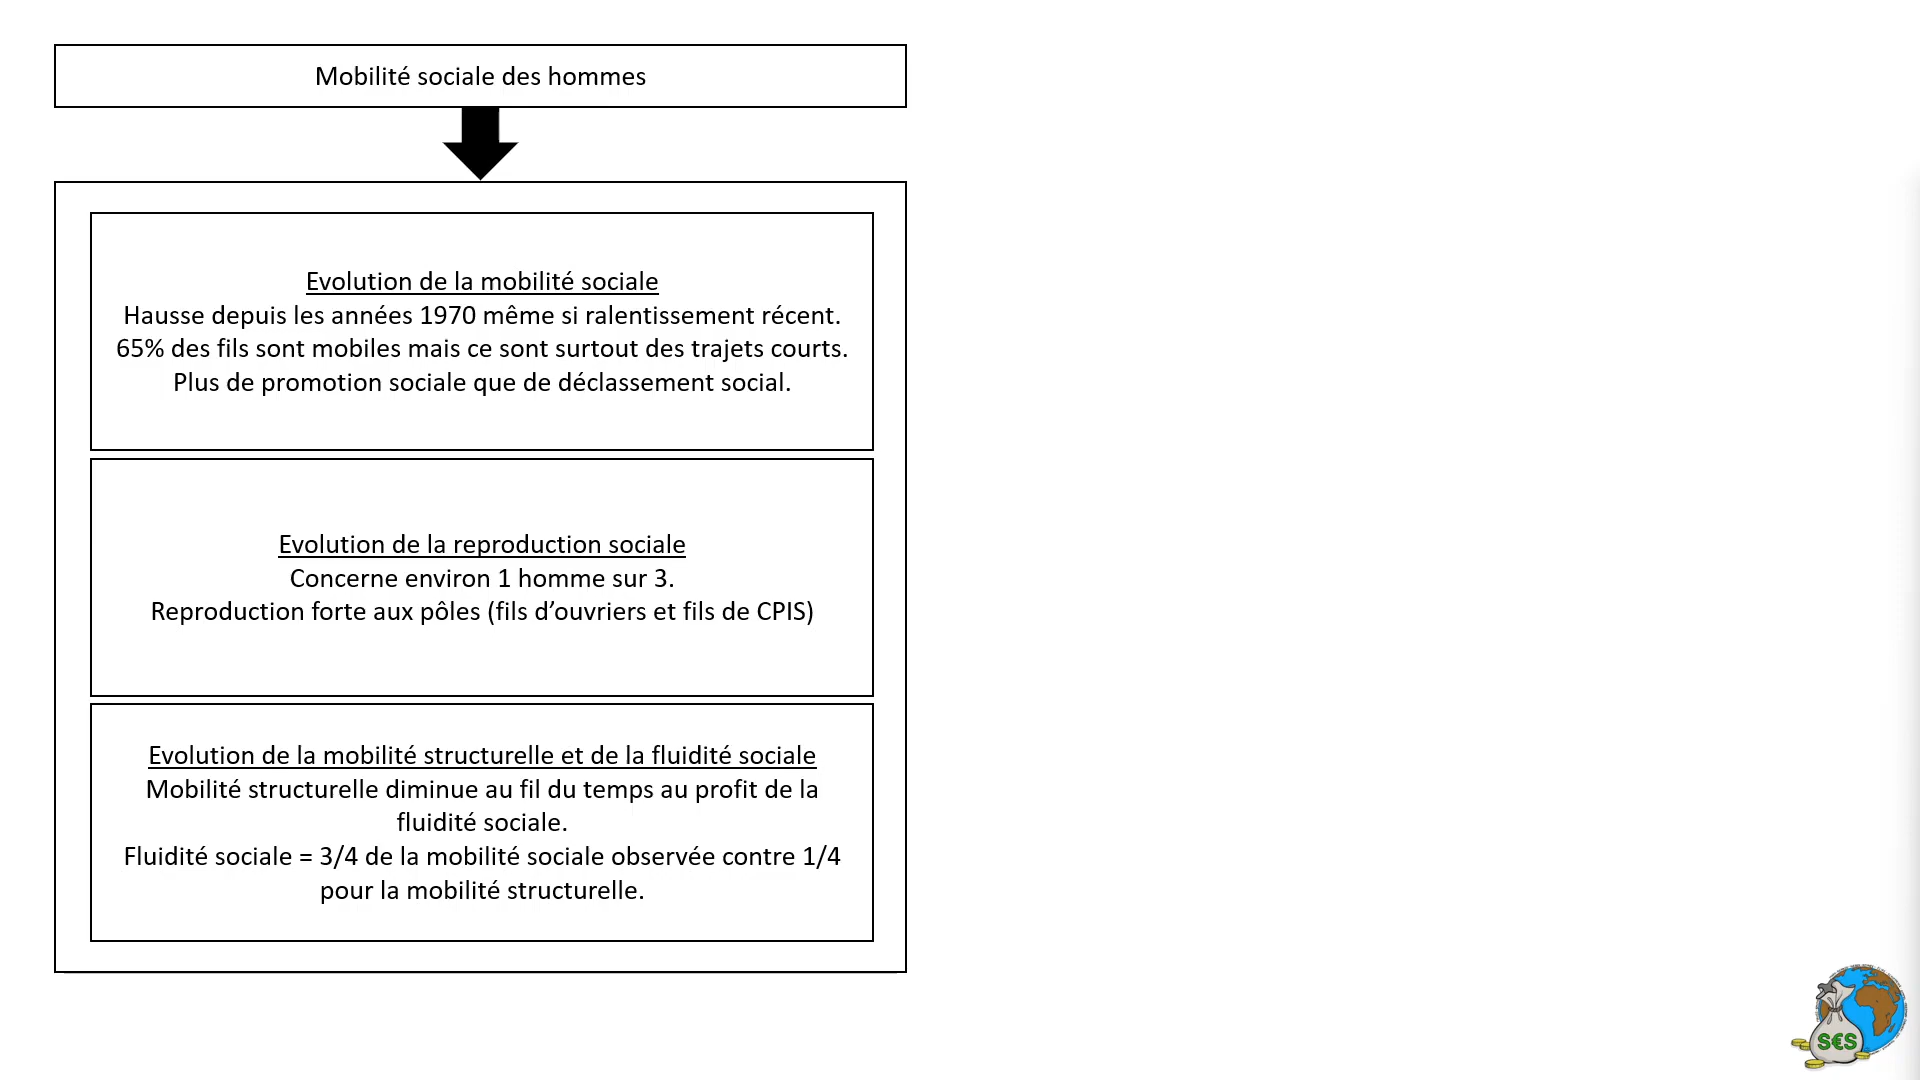 Mobilité sociale des hommes
Evolution de la mobilité sociale
Hausse depuis les années 1970 même si ralentissement récent.
65% des fils sont mobiles mais ce sont surtout des trajets courts.
Plus de promotion sociale que de déclassement social.
Evolution de la reproduction sociale
Concerne environ 1 homme sur 3.
Reproduction forte aux pôles (fils d’ouvriers et fils de CPIS)
Evolution de la mobilité structurelle et de la fluidité sociale
Mobilité structurelle diminue au fil du temps au profit de la
fluidité sociale.
Fluidité sociale = 3/4 de la mobilité sociale observée contre 1/4
pour la mobilité structurelle.
S€S